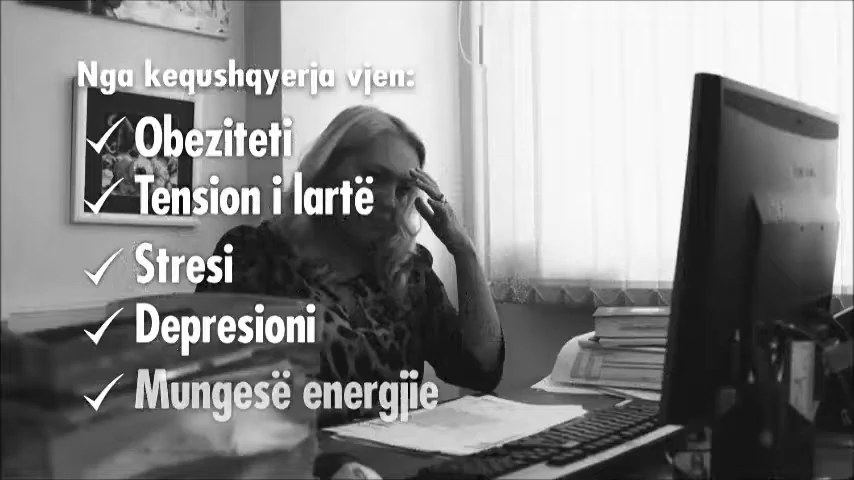 Nga kequshqyerja vjen:
Obeziteti
Tension i lartë
Stresi
Depresioni
Mungesë energjie